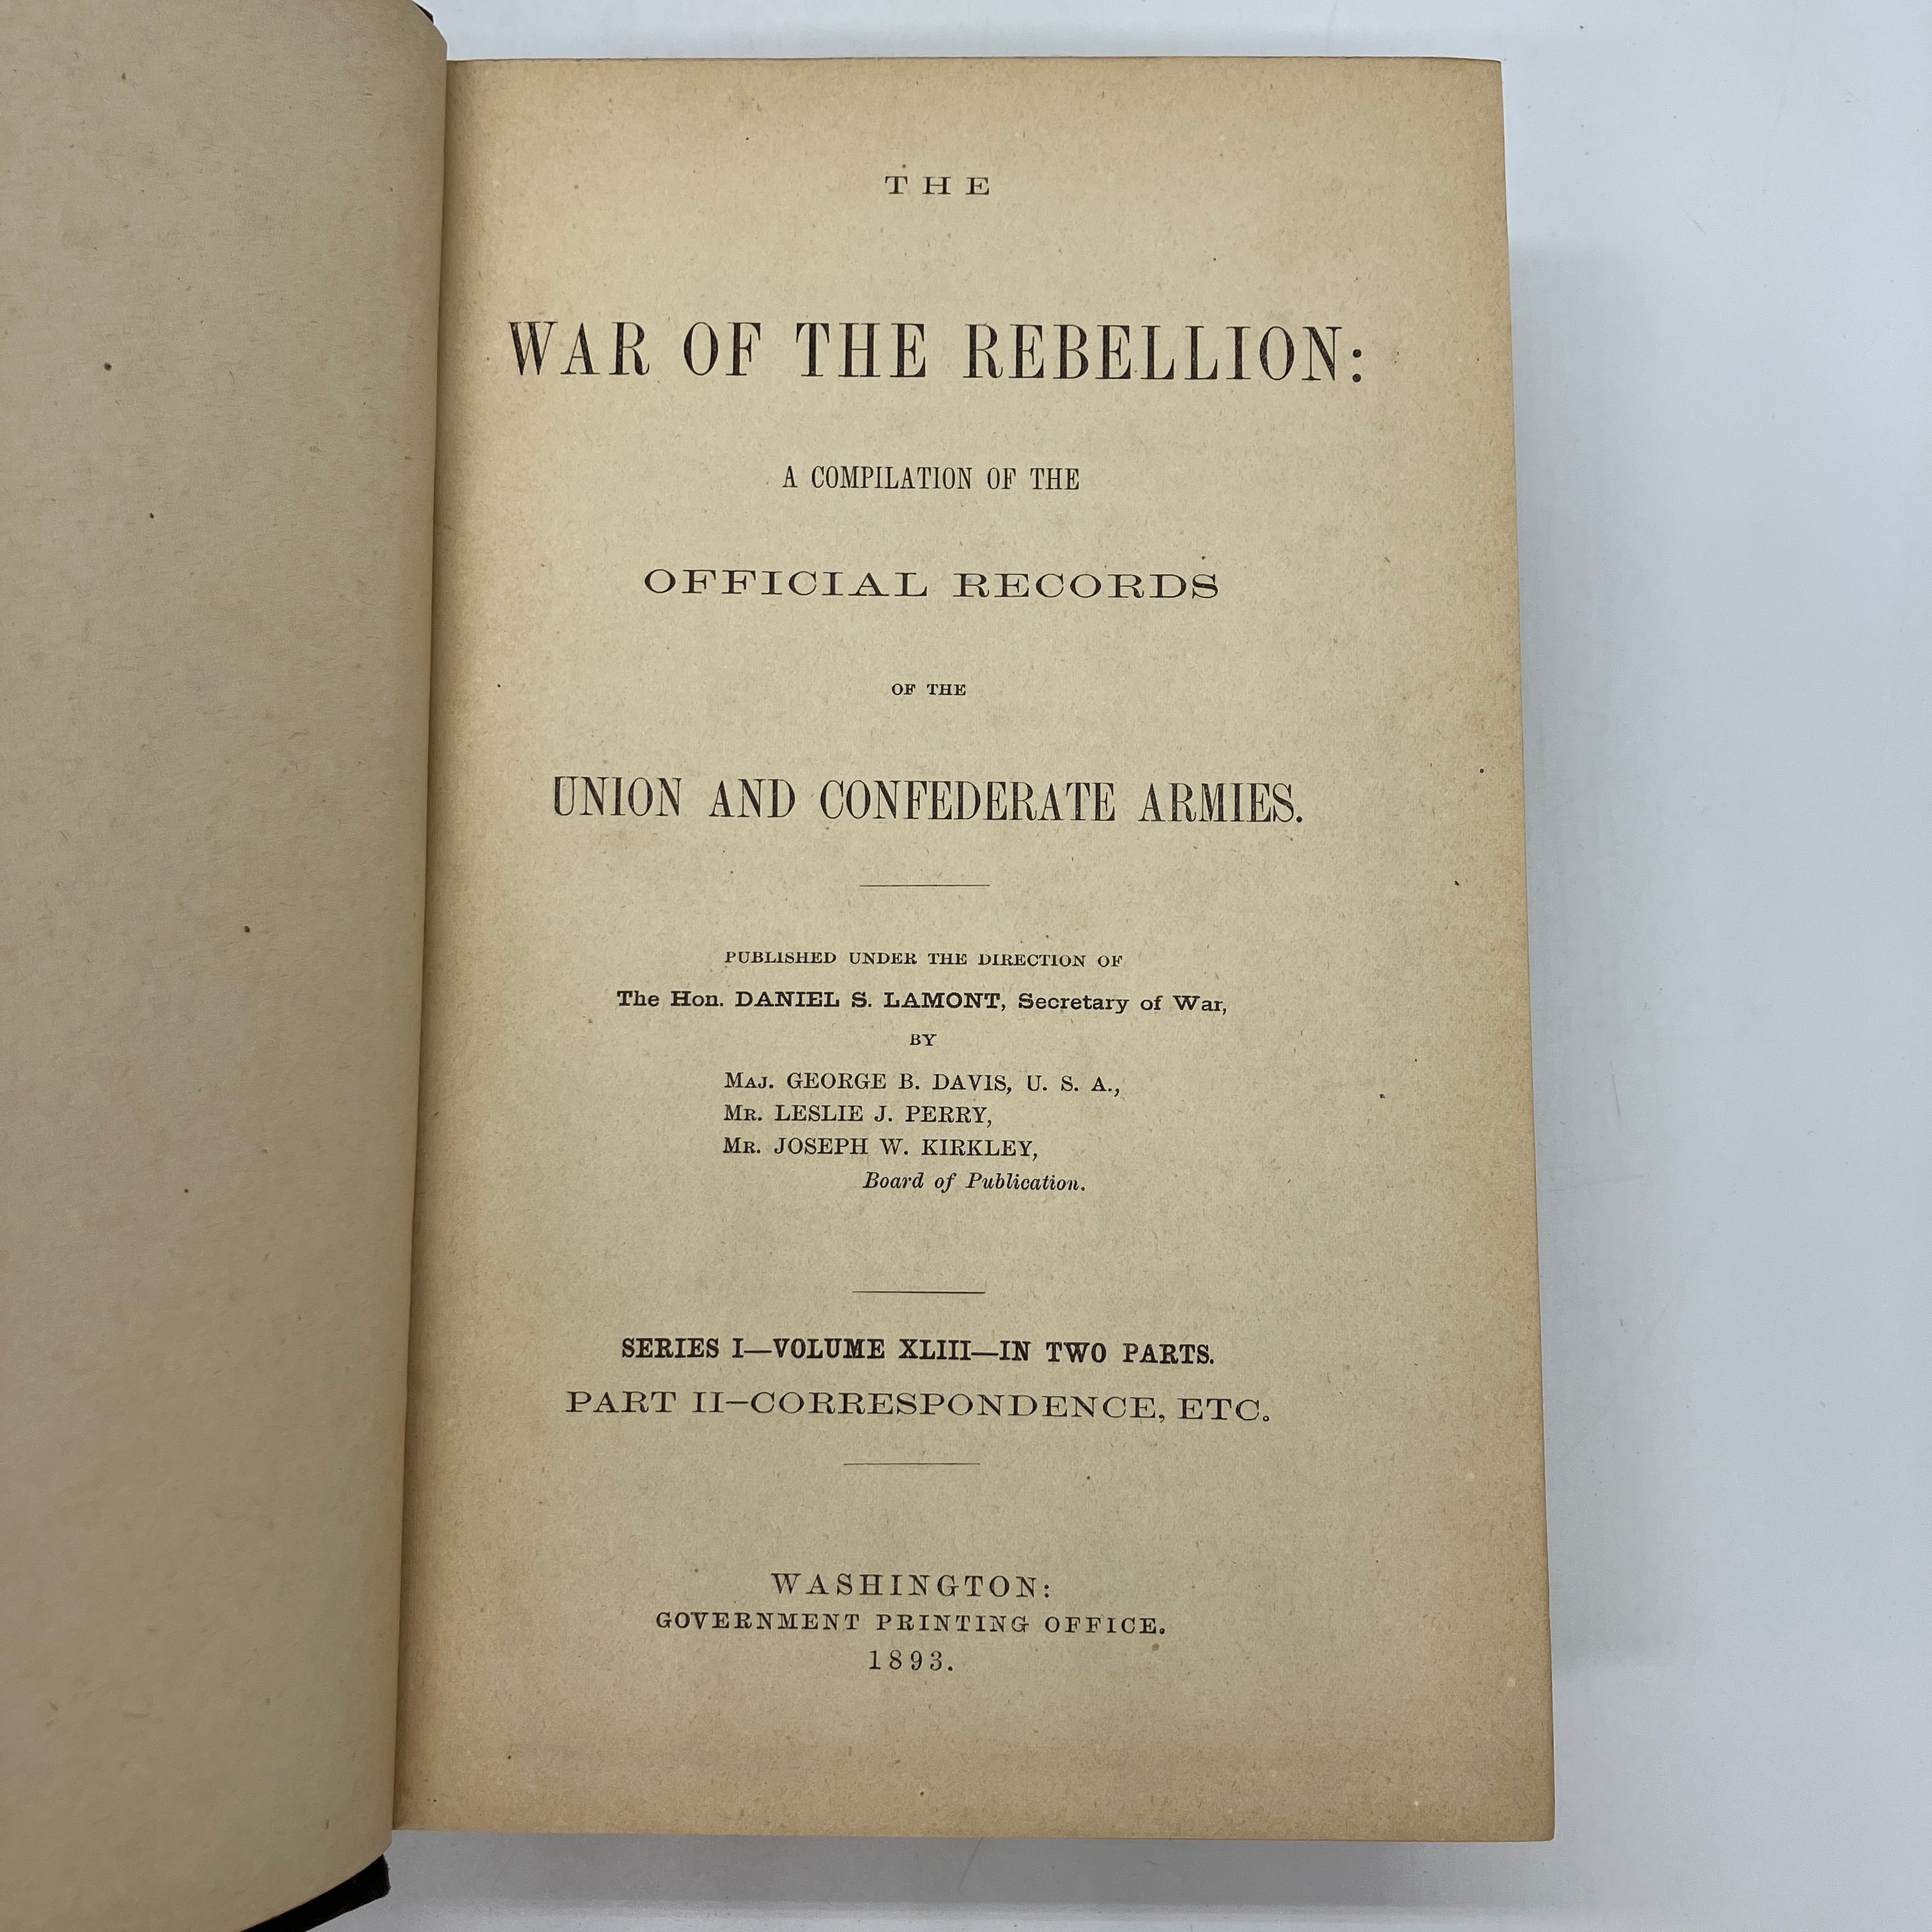 THE
WAR OF THE REBELLION:
A COMPILATION OF THE
OFFICIAL RECORDS
OF THE
UNION AND CONFEDERATE ARMIES.
PUBLISHED UNDER THE DIRECTION OF
The Hon. DANIEL S. LAMONT, Secretary of War,
BY
MAJ. GEORGE B. DAVIS, U. S. A.,
MR. LESLIE J. PERRY,
MR. JOSEPH W. KIRKLEY,
Board of Publication.
SERIES I—VOLUME XLIII—IN TWO PARTS.
PART II—CORRESPONDENCE, ETC.
WASHINGTON:
GOVERNMENT PRINTING OFFICE.
1893.